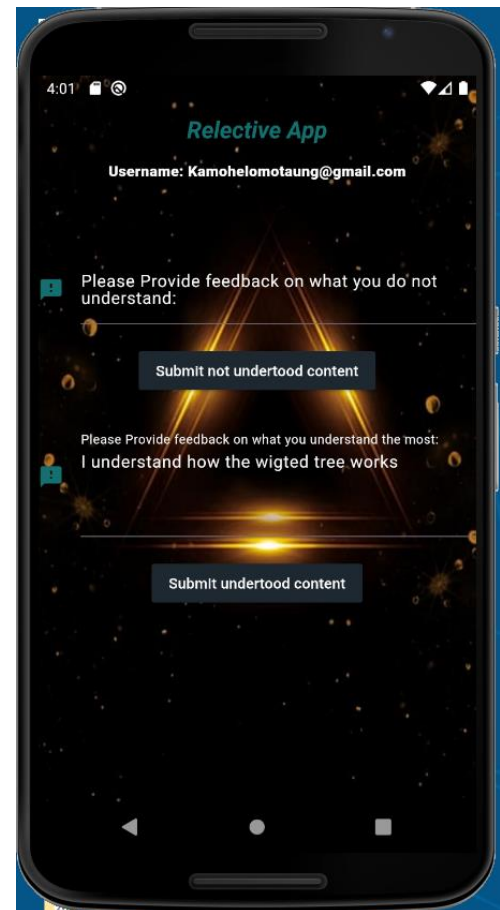 4:01
Relective App
Username: Kamohelomotaung@gmail.com
Please Provide feedback on what you do not
understand:
Submit not undertood content
Please Provide feedback on what you understand the most:
I understand how the wigted tree works
Submit undertood content